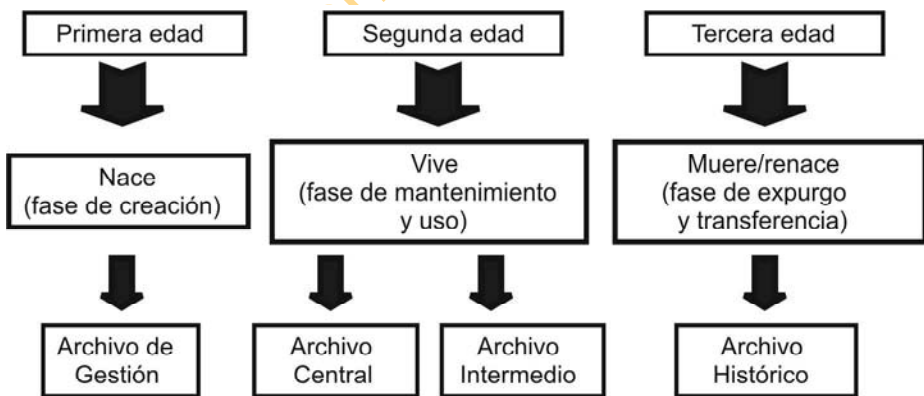 Primera edad
Segunda edad
Tercera edad
Nace
(fase de creación)
Vive
(fase de mantenimiento
y uso)
Muere/renace
(fase de expurgo
y transferencia)
Archivo de
Gestión
Archivo
Central
Archivo
Intermedio
Archivo
Histórico